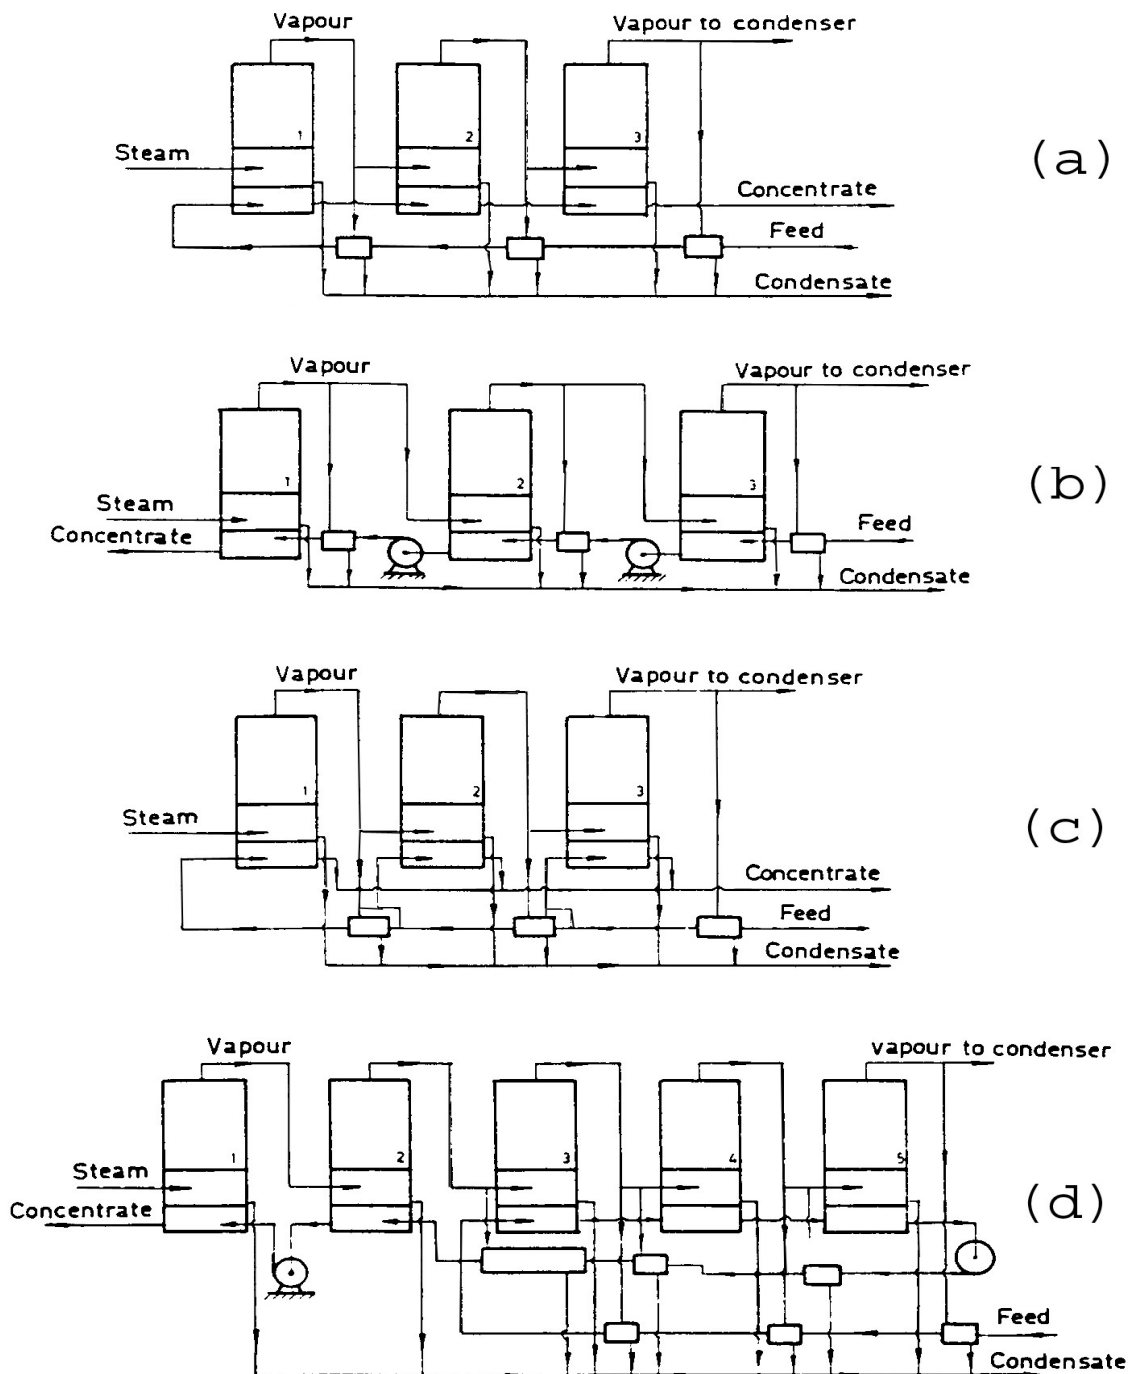 Vapour
Vapour to condenser
1
2
3
Steam
(a)
Concentrate
Feed
Condensate
Vapour
Vapour to condenser
1
2
3
(b)
Steam
Feed
Concentrate
Condensate
Vapour
Vapour to condenser
1
2
3
Steam
(c)
Concentrate
Feed
Condensate
Vapour
vapour to condenser
1
2
3
4
5
Steam
(d)
Concentrate
Feed
Condensate